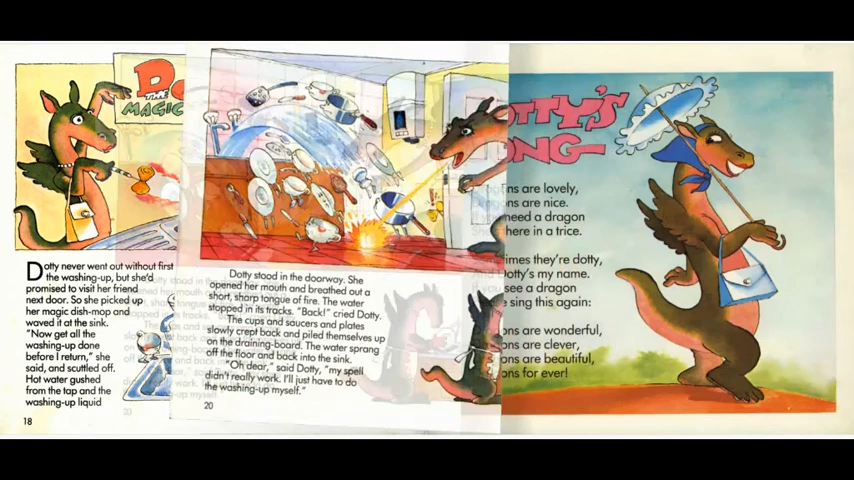 THE
MAGIC
Dotty never went out without first
the washing-up, but she'd
promised to visit her friend
next door. So she picked up
her magic dish-mop and
waved it at the sink.
"Now get all the
washing-up done
before I return," she
said, and scuttled off.
Hot water gushed
from the tap and the
washing-up liquid
18
Dotty stood in the doorway. She
opened her mouth and breathed out a
short, sharp tongue of fire. The water
stopped in its tracks. "Back!" cried Dotty.
The cups and saucers and plates
slowly crept back and piled themselves up
on the draining-board. The water sprang
off the floor and back into the sink.
"Oh dear," said Dotty, "my spell
didn't really work. I'll just have to do
the washing-up myself."
20
OTTY'S
ONG
ns are lovely,
ons are nice.
need a dragon
here in a trice.
times they're dotty,
Dotty's my name.
ou see a dragon
e sing this again:
ons are wonderful,
ons are clever,
ons are beautiful,
ons for ever!